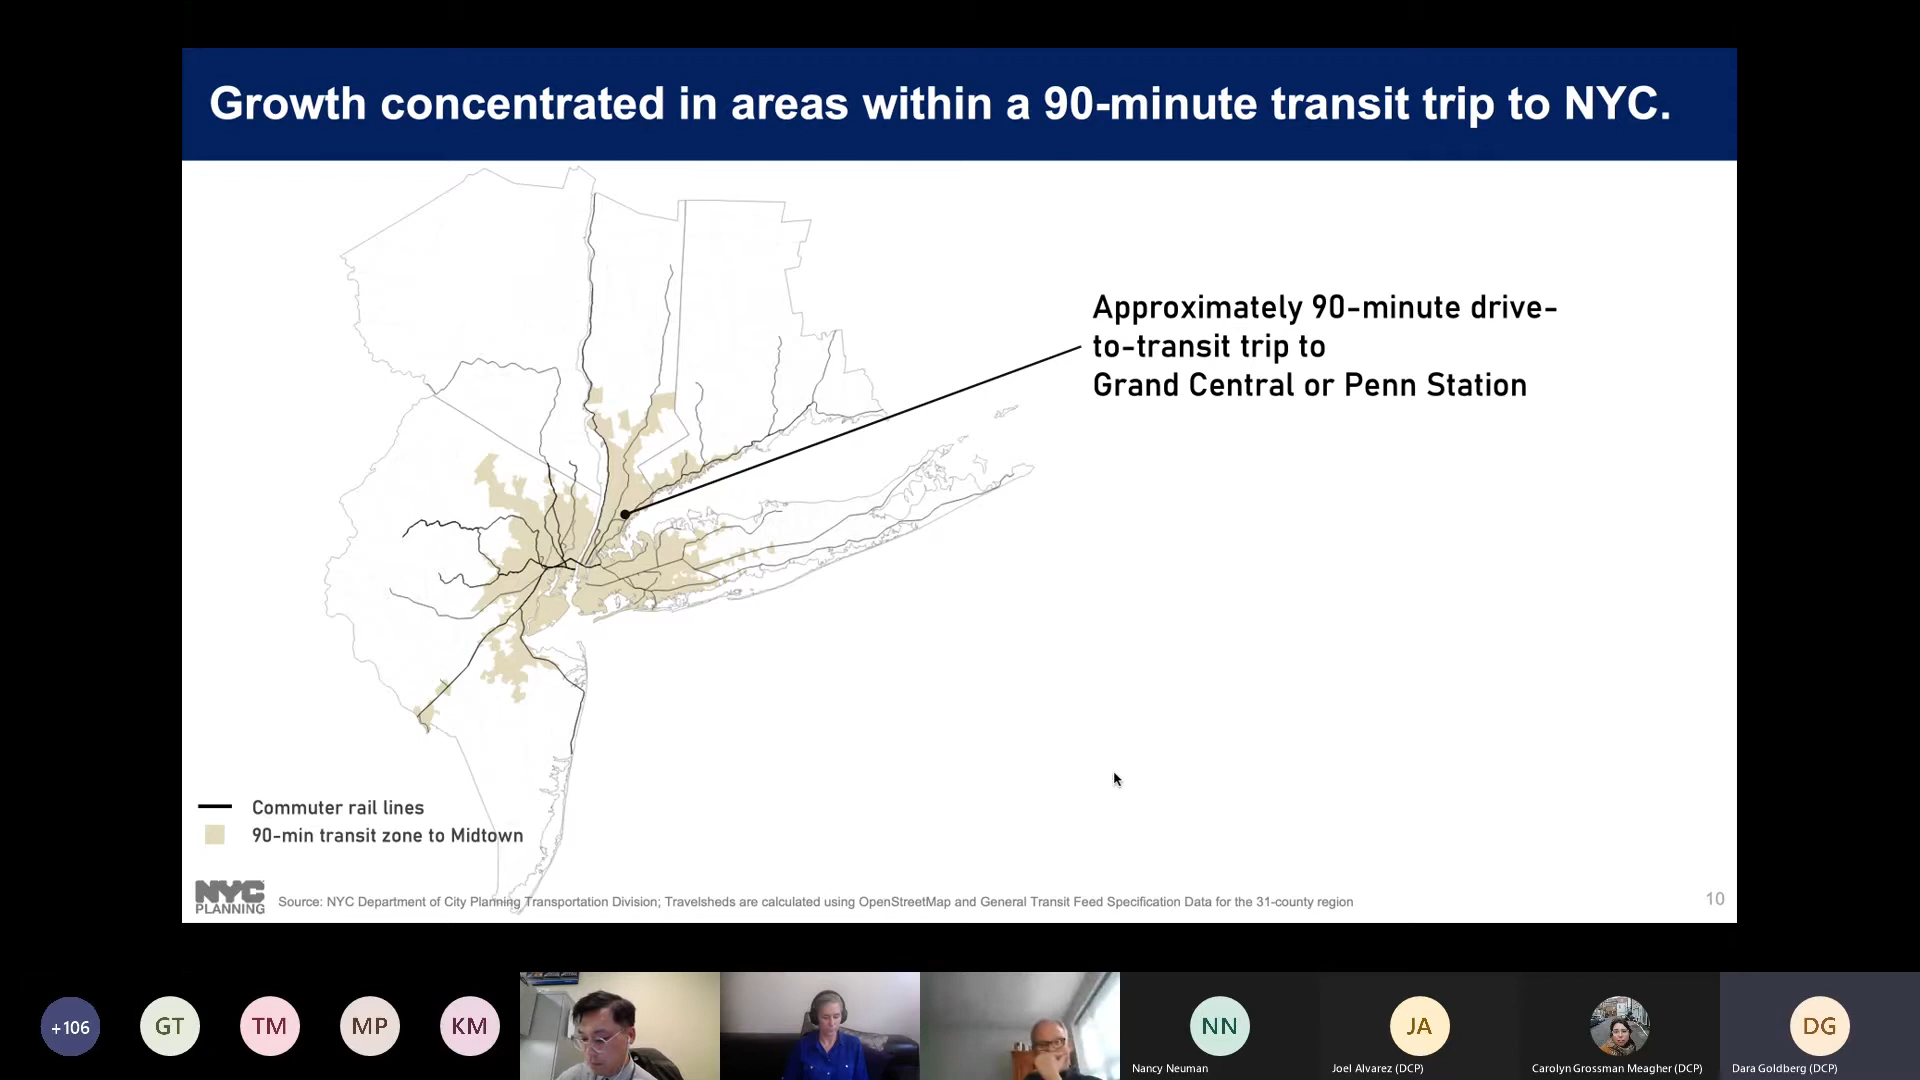 Growth concentrated in areas within a 90-minute transit trip to NYC.
Approximately 90-minute drive-
to-transit trip to
Grand Central or Penn Station
Commuter rail lines
90-min transit zone to Midtown
NYC
PLANNING
Source: NYC Department of City Planning Transportation Division; Travelsheds are calculated using OpenStreetMap and General Transit Feed Specification Data for the 31-county region
10
+106
GT
TM
MP
KM
NN
JA
DG
Nancy Neuman
Joel Alvarez (DCP)
Carolyn Grossman Meagher (DCP)
Dara Goldberg (DCP)